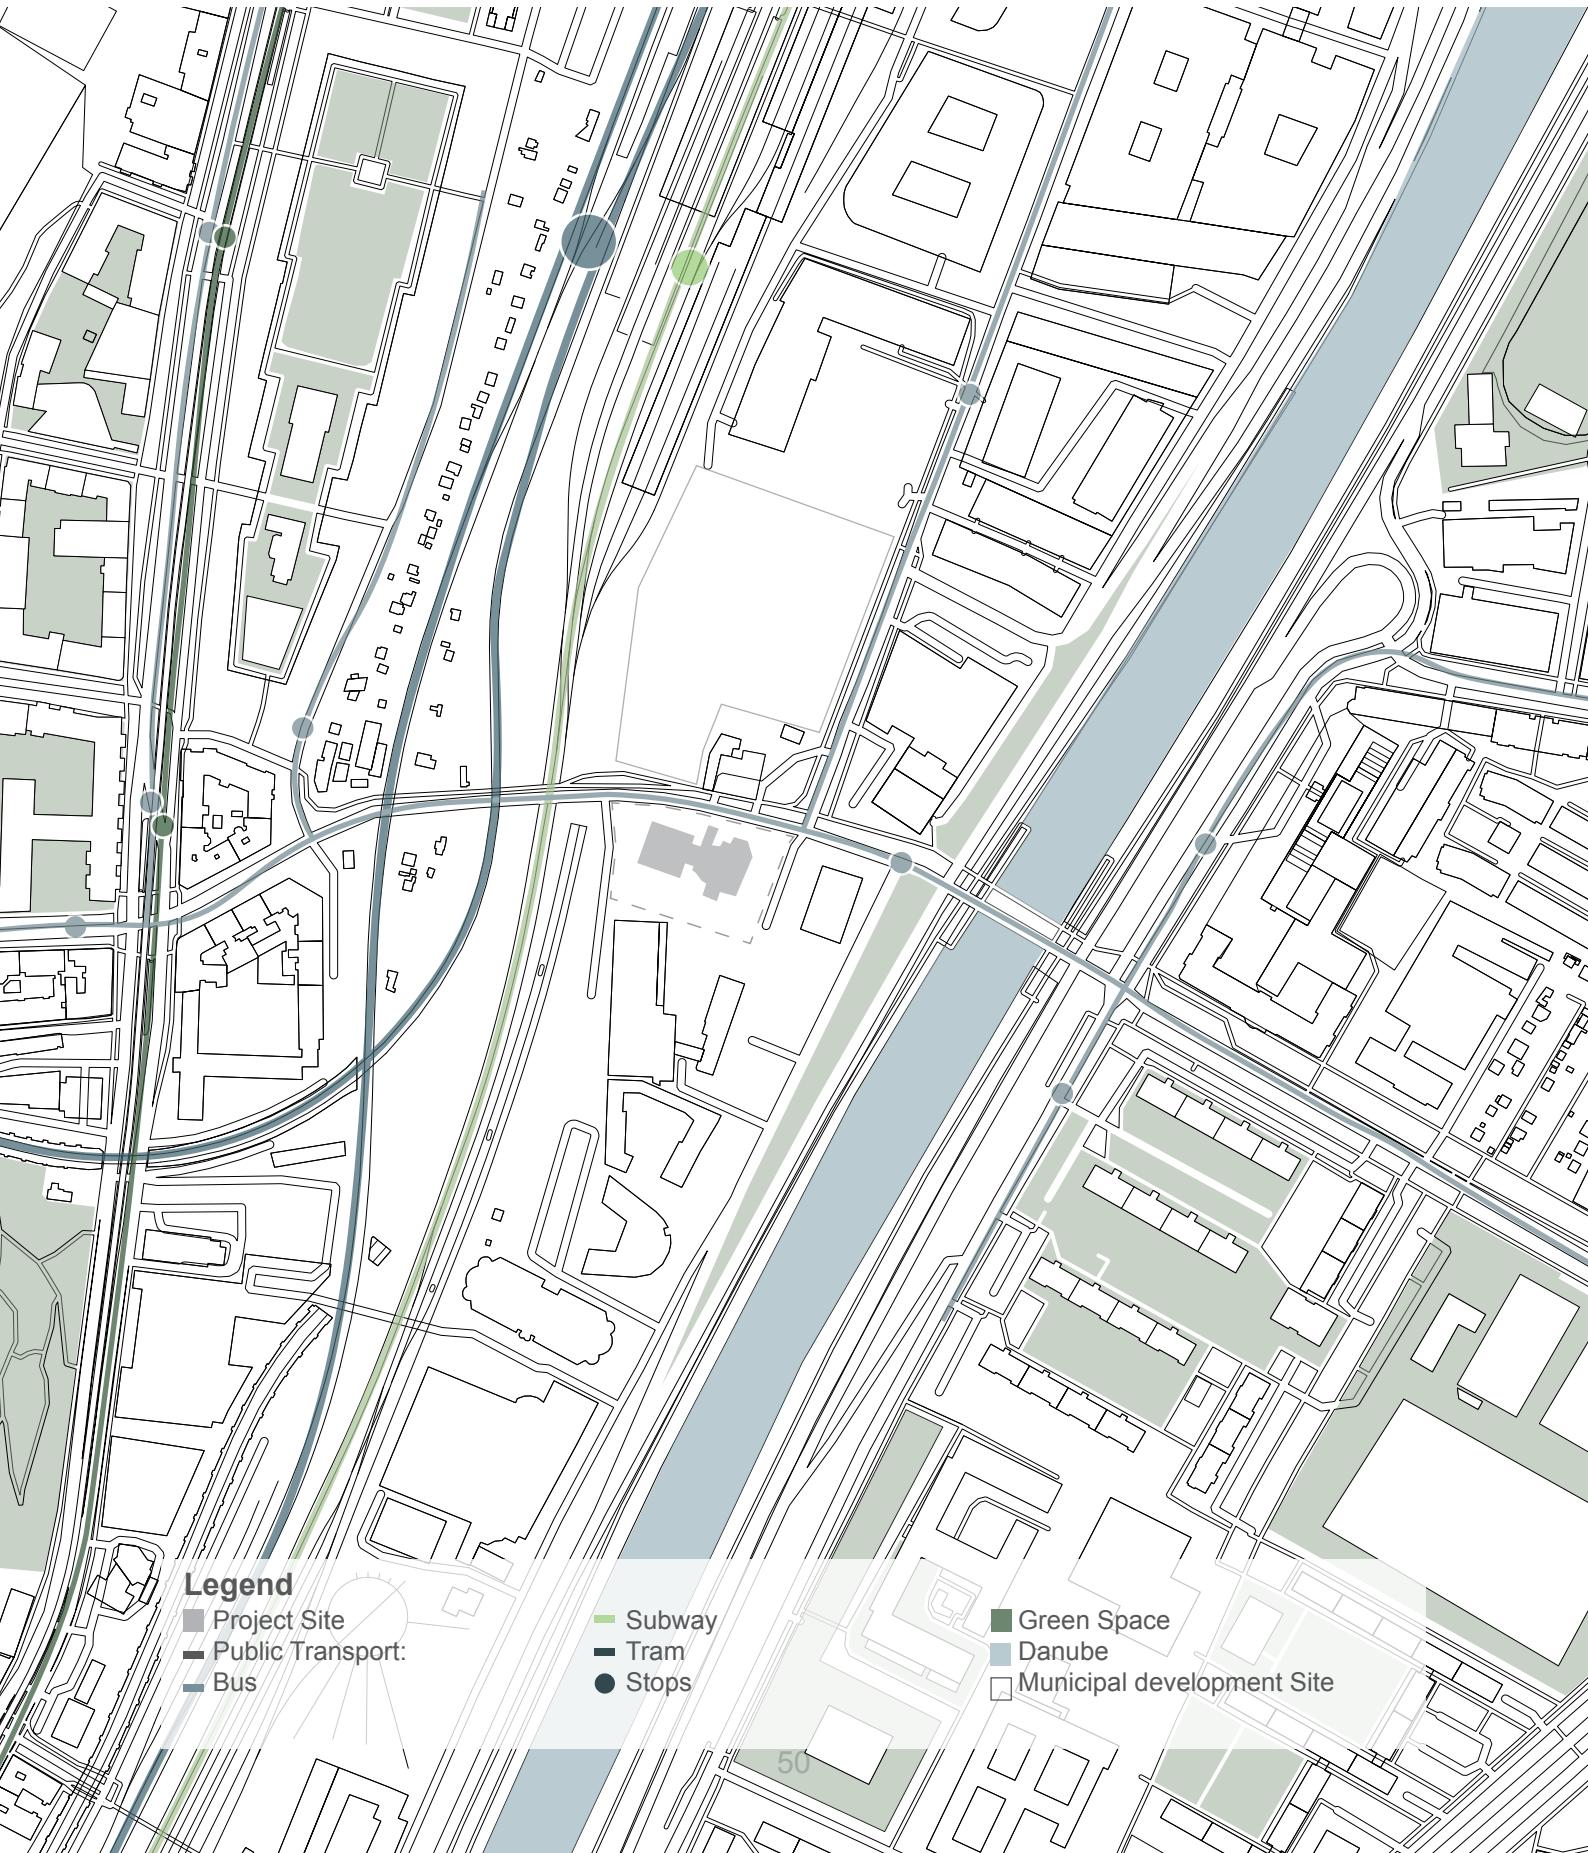 Legend
Project Site
Public Transport:
Bus
Subway
Tram
Stops
Green Space
Danube
Municipal development Site
50